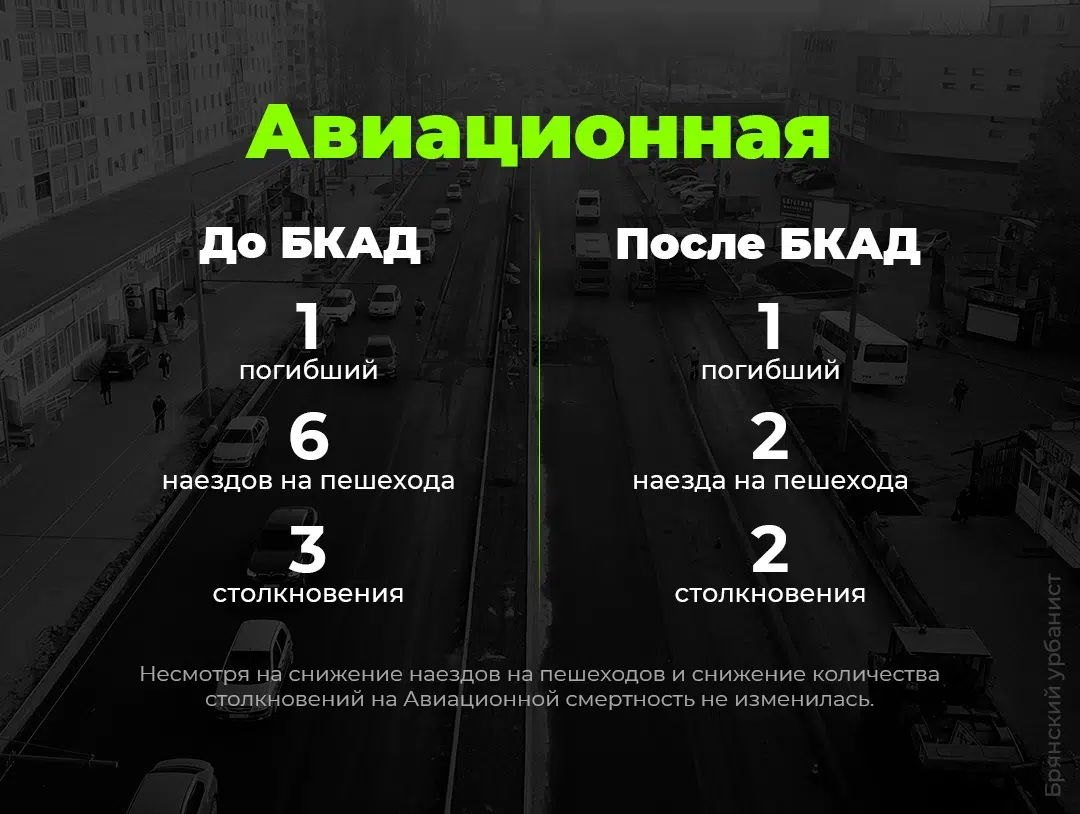 Авиационная
До БКАД
1
погибший
6
наездов на пешехода
3
столкновения
После БКАД
1
погибший
2
наезда на пешехода
2
столкновения
Несмотря на снижение наездов на пешеходов и снижение количества
столкновений на Авиационной смертность не изменилась.
Брянский урбанист